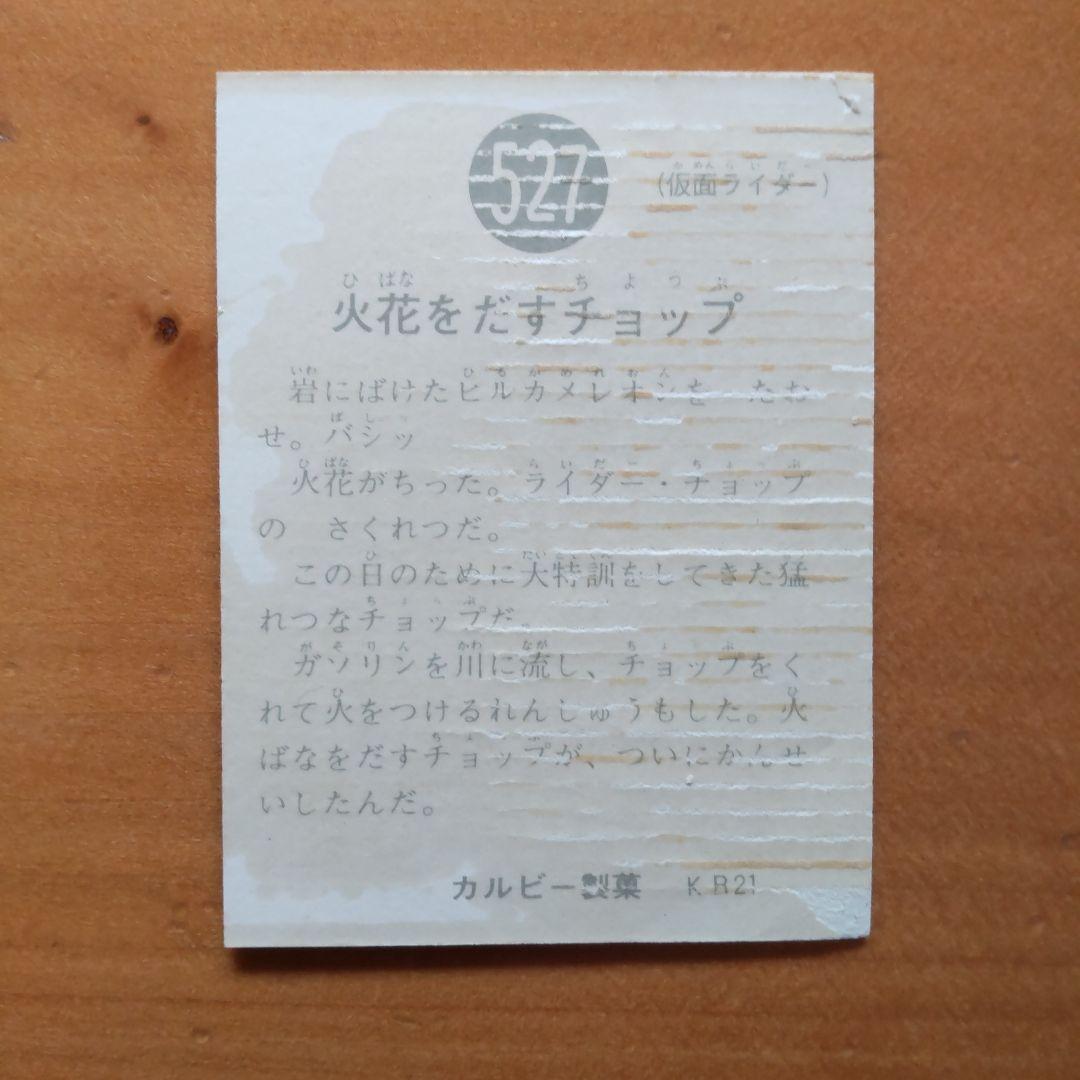 527
(仮面ライダー)
火花をだすチョップ
岩にばけたヒルカメレオンを たお
せ。バシッ
火花がちった。ライダー・チョップ
の さくれつだ。
この日のために大特訓をしてきた猛
れつなチョップだ。
ガソリンを川に流し、チョップをく
れて火をつけるれんしゅうもした。火
ばなをだすチョップが、ついにかんせ
いしたんだ。
カルビー製菓 KR21